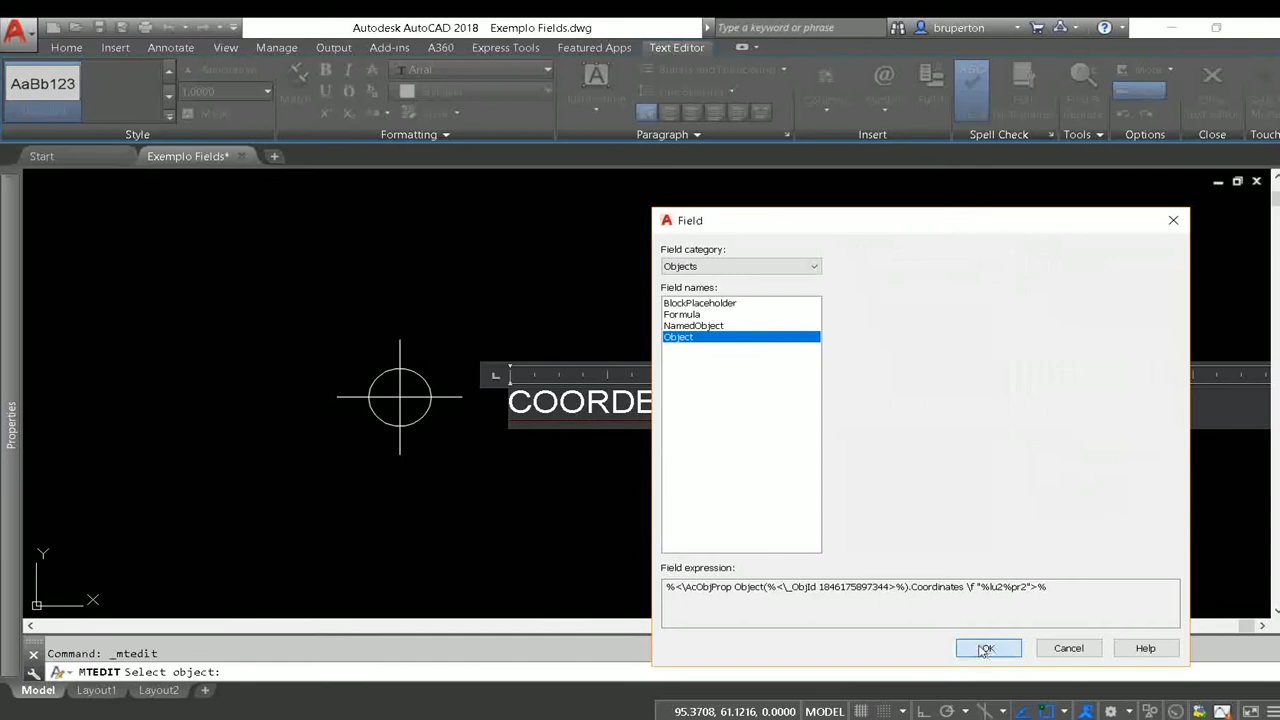 Autodesk AutoCAD 2018 Exemplo Fields.dwg
Type a keyword or phrase
bruperton
Home Insert Annotate View Manage Output Add-ins A360 Express Tools Featured Apps Text Editor
AaBb123
Arial
1.0000
Style Formatting Paragraph Insert Spell Check Tools Options Close Touch
Start Exemplo Fields*
Field
Field category:
Objects
Field names:
BlockPlaceholder
Formula
NamedObject
Object
COORDE
Properties
Field expression:
%<\AcObjProp Object(%<\_ObjId 1846175897344>%).Coordinates \f "%lu2%pr2">%
Y
X
OK Cancel Help
Command: _mtedit
MTEDIT Select object:
Model Layout1 Layout2 +
95.3708, 61.1216, 0.0000 MODEL